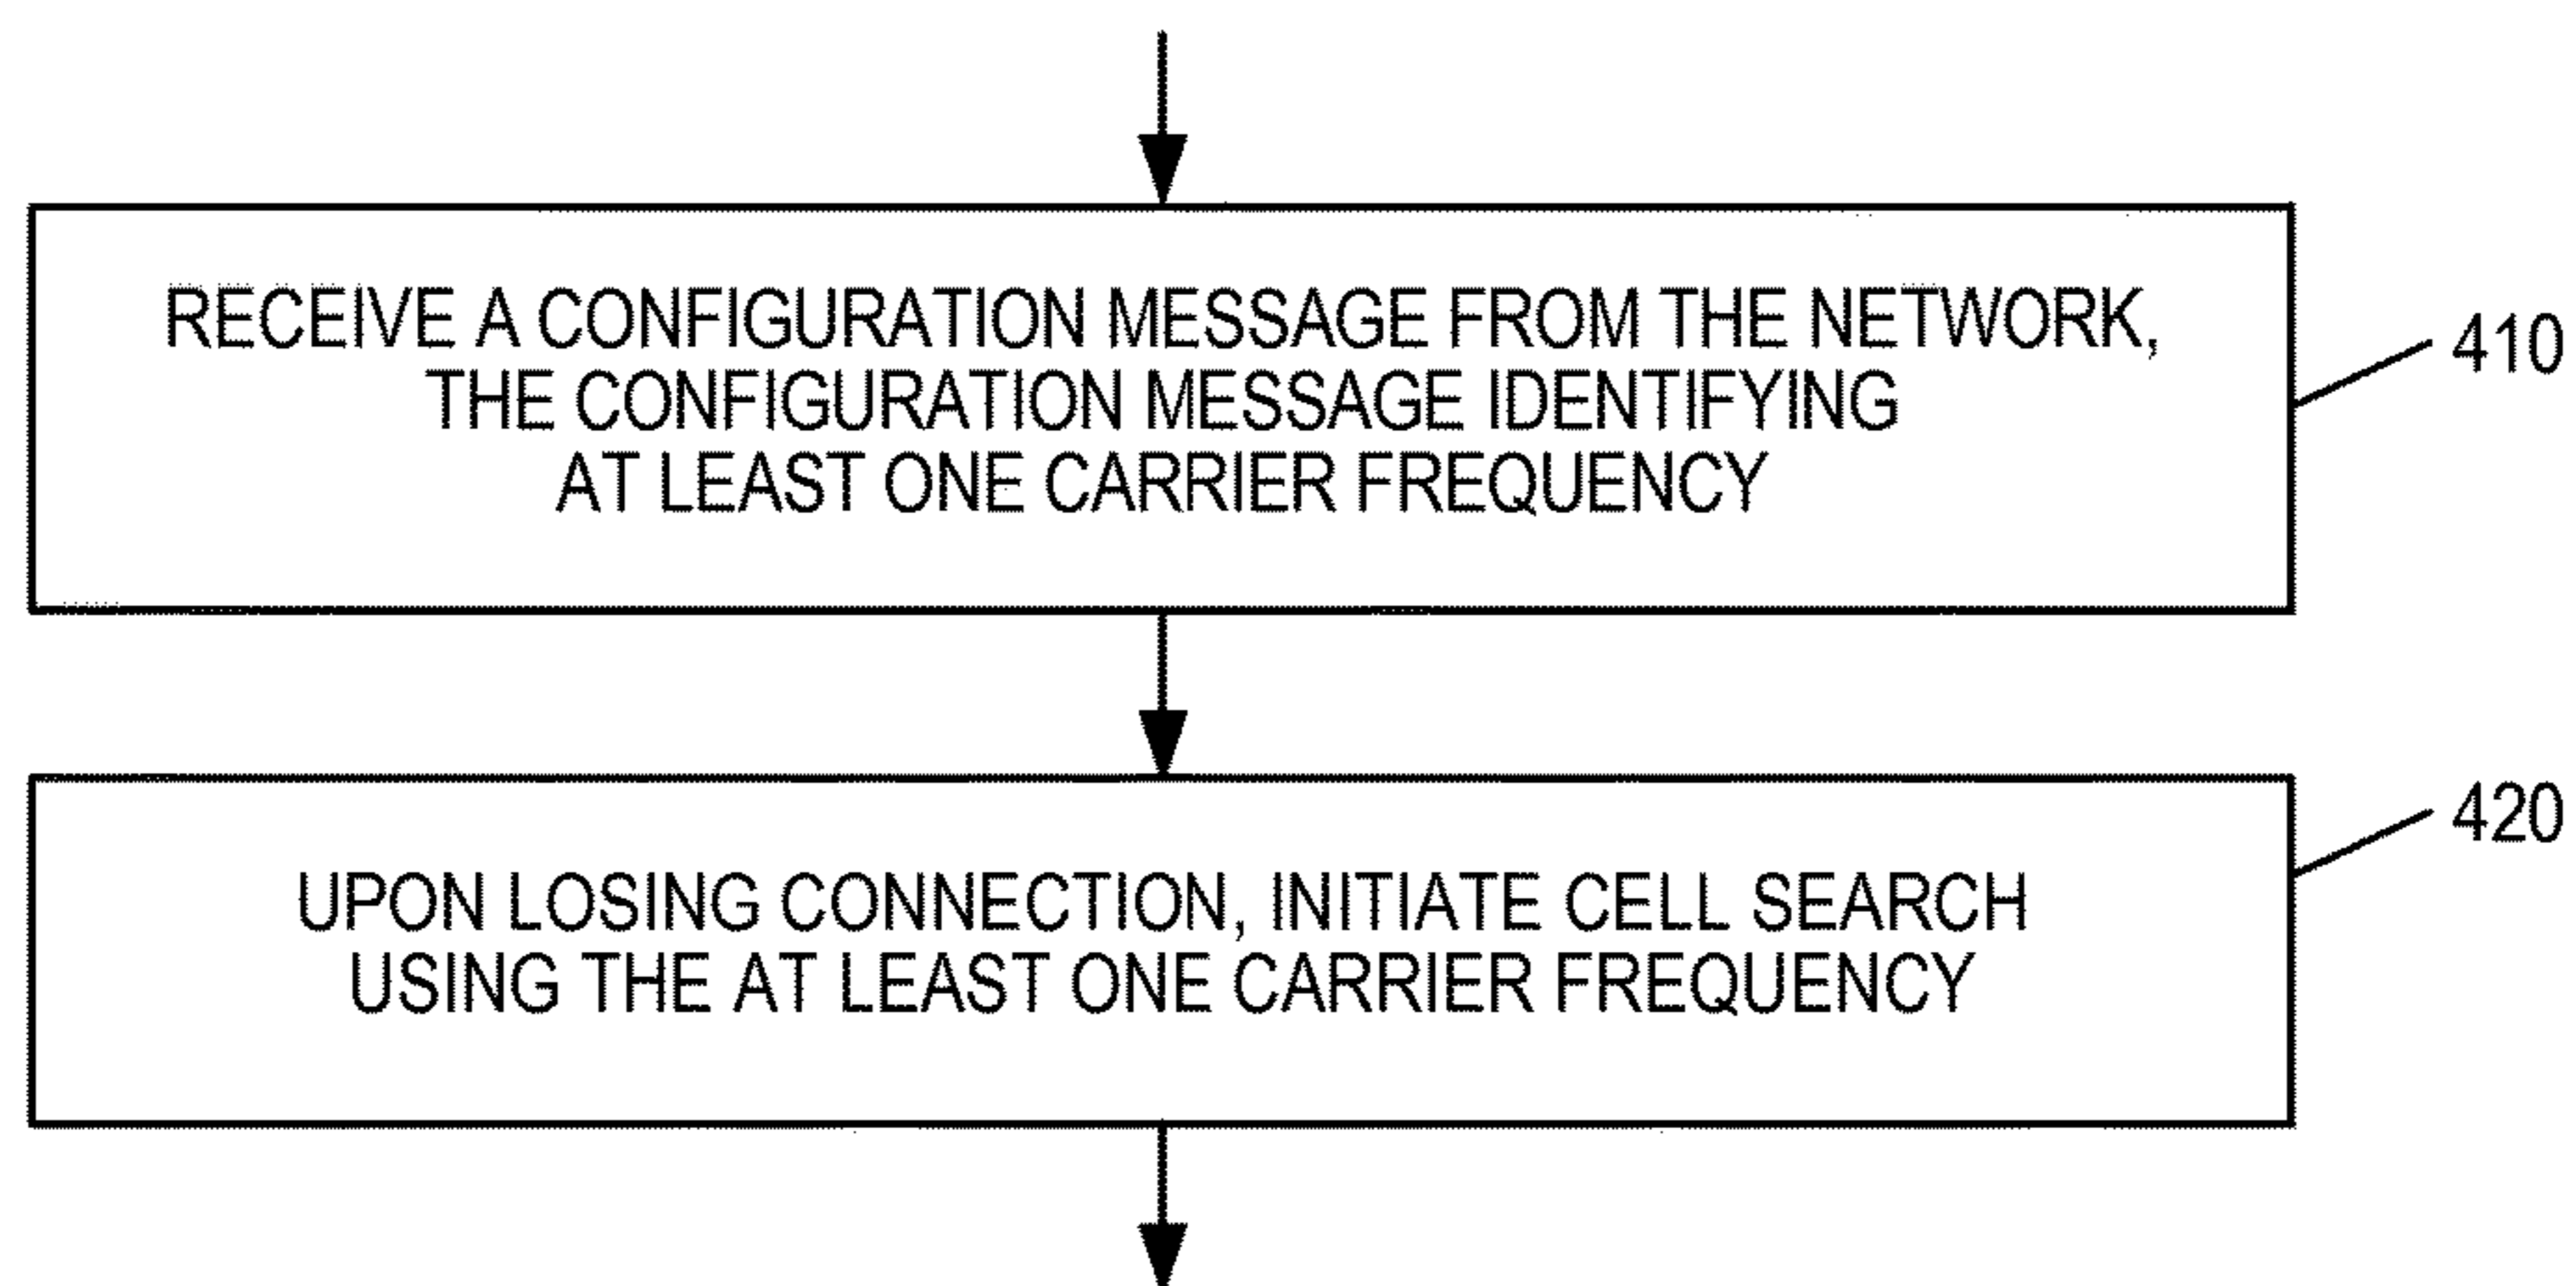 RECEIVE A CONFIGURATION MESSAGE FROM THE NETWORK,
THE CONFIGURATION MESSAGE IDENTIFYING
AT LEAST ONE CARRIER FREQUENCY
410
UPON LOSING CONNECTION, INITIATE CELL SEARCH
USING THE AT LEAST ONE CARRIER FREQUENCY
420